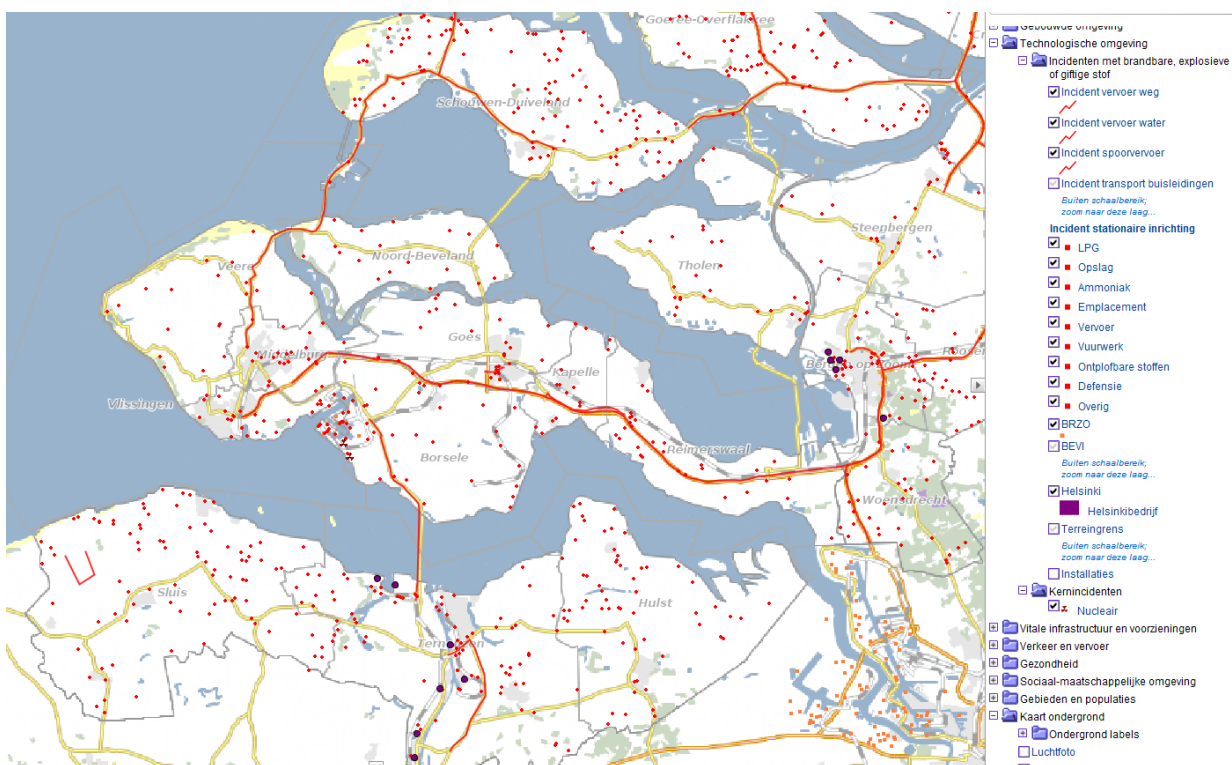 Goeree-Overflakkee
Schouwen-Duiveland
Steenbergen
Noord-Beveland
Tholen
Veere
Goes
Middelburg
Kapelle
Vlissingen
Reimerswaal
Borsele
Woensdrecht
Sluis
Hulst
Terneuzen
Gebouwde omgeving
Technologische omgeving
Incidenten met brandbare, explosieve
of giftige stof
Incident vervoer weg
Incident vervoer water
Incident spoorvervoer
Incident transport buisleidingen
Buiten schaalbereik;
zoom naar deze laag...
Incident stationaire inrichting
LPG
Opslag
Ammoniak
Emplacement
Vervoer
Vuurwerk
Ontplofbare stoffen
Defensie
Overig
BRZO
BEVI
Buiten schaalbereik;
zoom naar deze laag...
Helsinki
Helsinkibedrijf
Terreingrens
Buiten schaalbereik;
zoom naar deze laag...
Installaties
Kernincidenten
Nucleair
Vitale infrastructuur en voorzieningen
Verkeer en vervoer
Gezondheid
Sociaal-maatschappelijke omgeving
Gebieden en populaties
Kaart ondergrond
Ondergrond labels
Luchtfoto